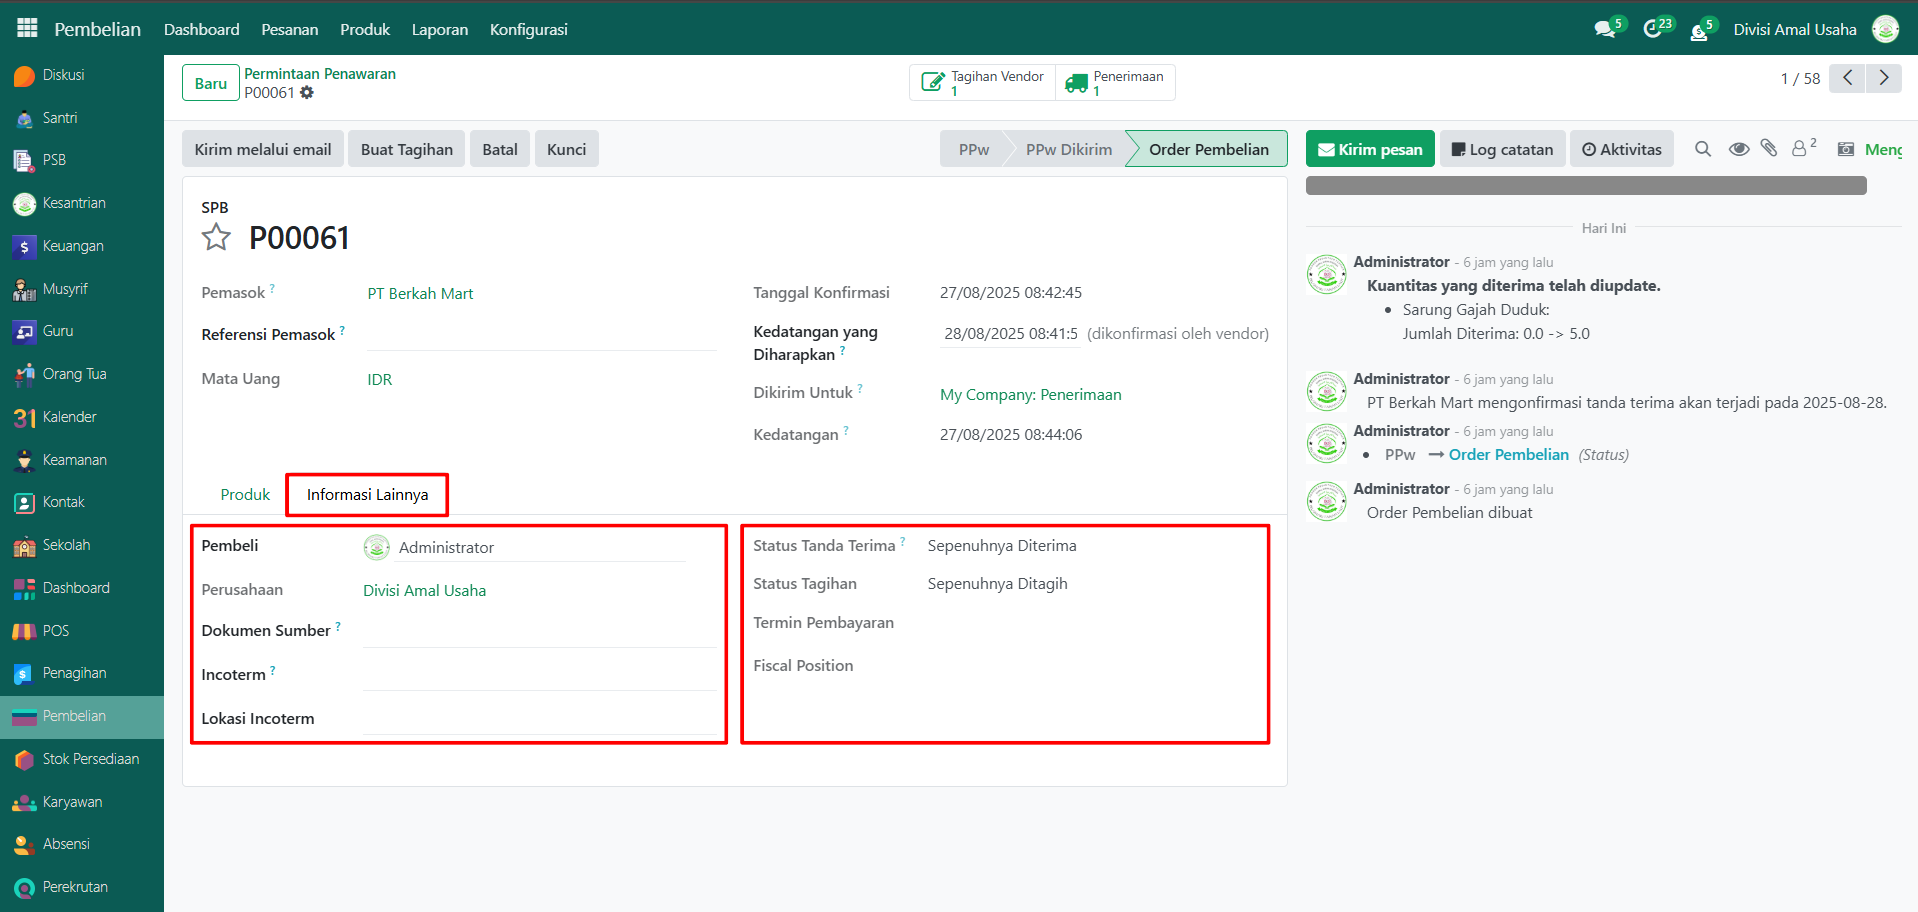 Pembelian Dashboard Pesanan Produk Laporan Konfigurasi 5 23 5 Divisi Amal Usaha
Diskusi
Santri
PSB
Kesantrian
Keuangan
Musyrif
Guru
Orang Tua
31 Kalender
Keamanan
Kontak
Sekolah
Dashboard
POS
Penagihan
Pembelian
Stok Persediaan
Karyawan
Absensi
Perekrutan
Baru
Permintaan Penawaran
P00061
Tagihan Vendor
1
Penerimaan
1
1 / 58
Kirim melalui email Buat Tagihan Batal Kunci
PPw PPw Dikirim Order Pembelian
SPB
P00061
Pemasok ? PT Berkah Mart
Referensi Pemasok ?
Mata Uang IDR
Tanggal Konfirmasi 27/08/2025 08:42:45
Kedatangan yang
Diharapkan ? 28/08/2025 08:41:5 (dikonfirmasi oleh vendor)
Dikirim Untuk ? My Company: Penerimaan
Kedatangan ? 27/08/2025 08:44:06
Produk Informasi Lainnya
Pembeli Administrator
Perusahaan Divisi Amal Usaha
Dokumen Sumber ?
Incoterm ?
Lokasi Incoterm
Status Tanda Terima ? Sepenuhnya Diterima
Status Tagihan Sepenuhnya Ditagih
Termin Pembayaran
Fiscal Position
Kirim pesan Log catatan Aktivitas 2 Meng
Hari Ini
Administrator - 6 jam yang lalu
Kuantitas yang diterima telah diupdate.
• Sarung Gajah Duduk:
Jumlah Diterima: 0.0 -> 5.0
Administrator - 6 jam yang lalu
PT Berkah Mart mengonfirmasi tanda terima akan terjadi pada 2025-08-28.
Administrator - 6 jam yang lalu
• PPw → Order Pembelian (Status)
Administrator - 6 jam yang lalu
Order Pembelian dibuat